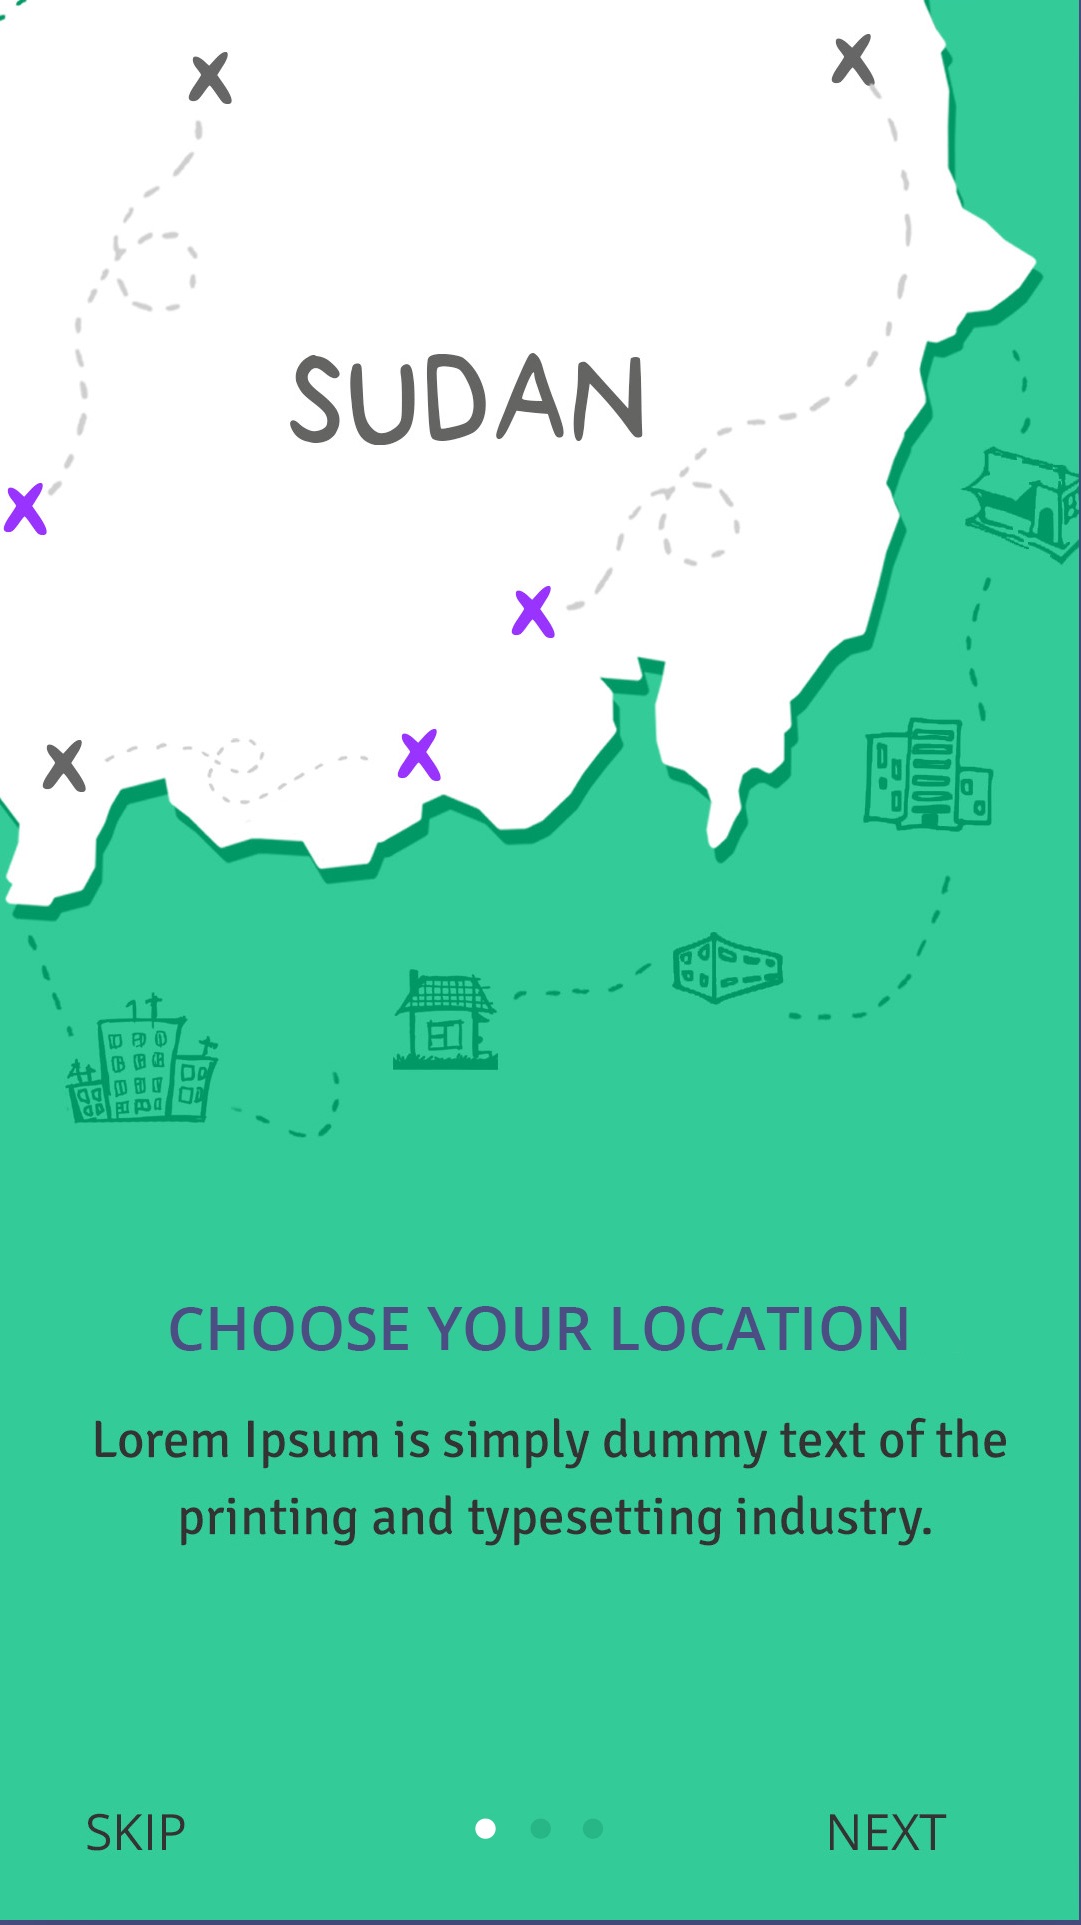 SUDAN
CHOOSE YOUR LOCATION
Lorem Ipsum is simply dummy text of the
printing and typesetting industry.
SKIP
NEXT